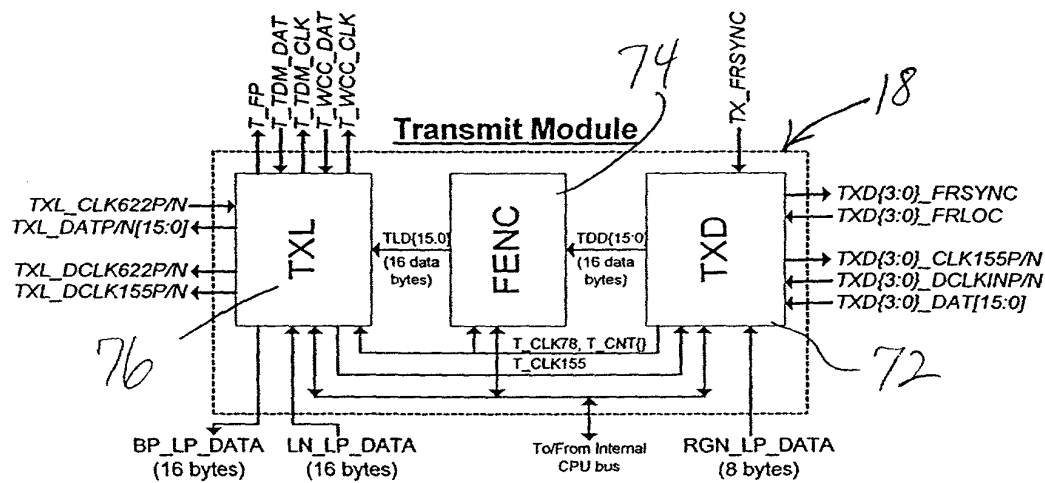 T_FP
T_TDM_DAT
T_TDM_CLK
T_WCC_DAT
T_WCC_CLK
74
TX_FRSYNC
18
Transmit Module
TXL_CLK622P/N
TXL_DATP/N[15:0]
TXL_DCLK622P/N
TXL_DCLK155P/N
TXL
TLD{15.0}
(16 data
bytes)
FENC
TDD{15:0}
(16 data
bytes)
TXD
TXD{3:0}_FRSYNC
TXD{3:0}_FRLOC
TXD{3:0}_CLK155P/N
TXD{3:0}_DCLKINP/N
TXD{3:0}_DAT[15:0]
76
T_CLK78, T_CNT{}
T_CLK155
72
BP_LP_DATA
(16 bytes)
LN_LP_DATA
(16 bytes)
To/From Internal
CPU bus
RGN_LP_DATA
(8 bytes)